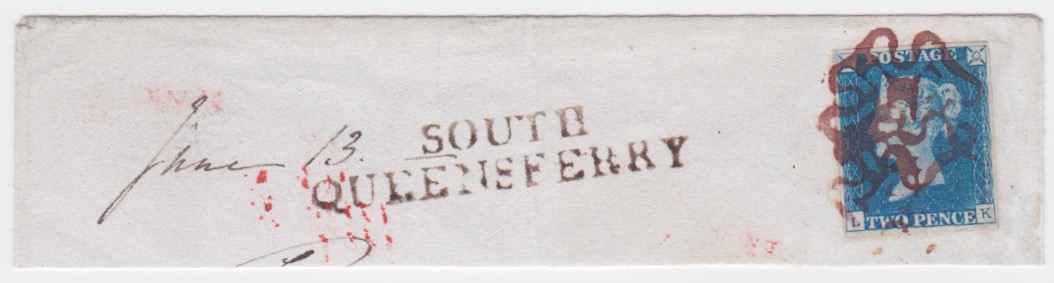 June 13.
SOUTH
QUEENSFERRY
POSTAGE
L TWO PENCE K